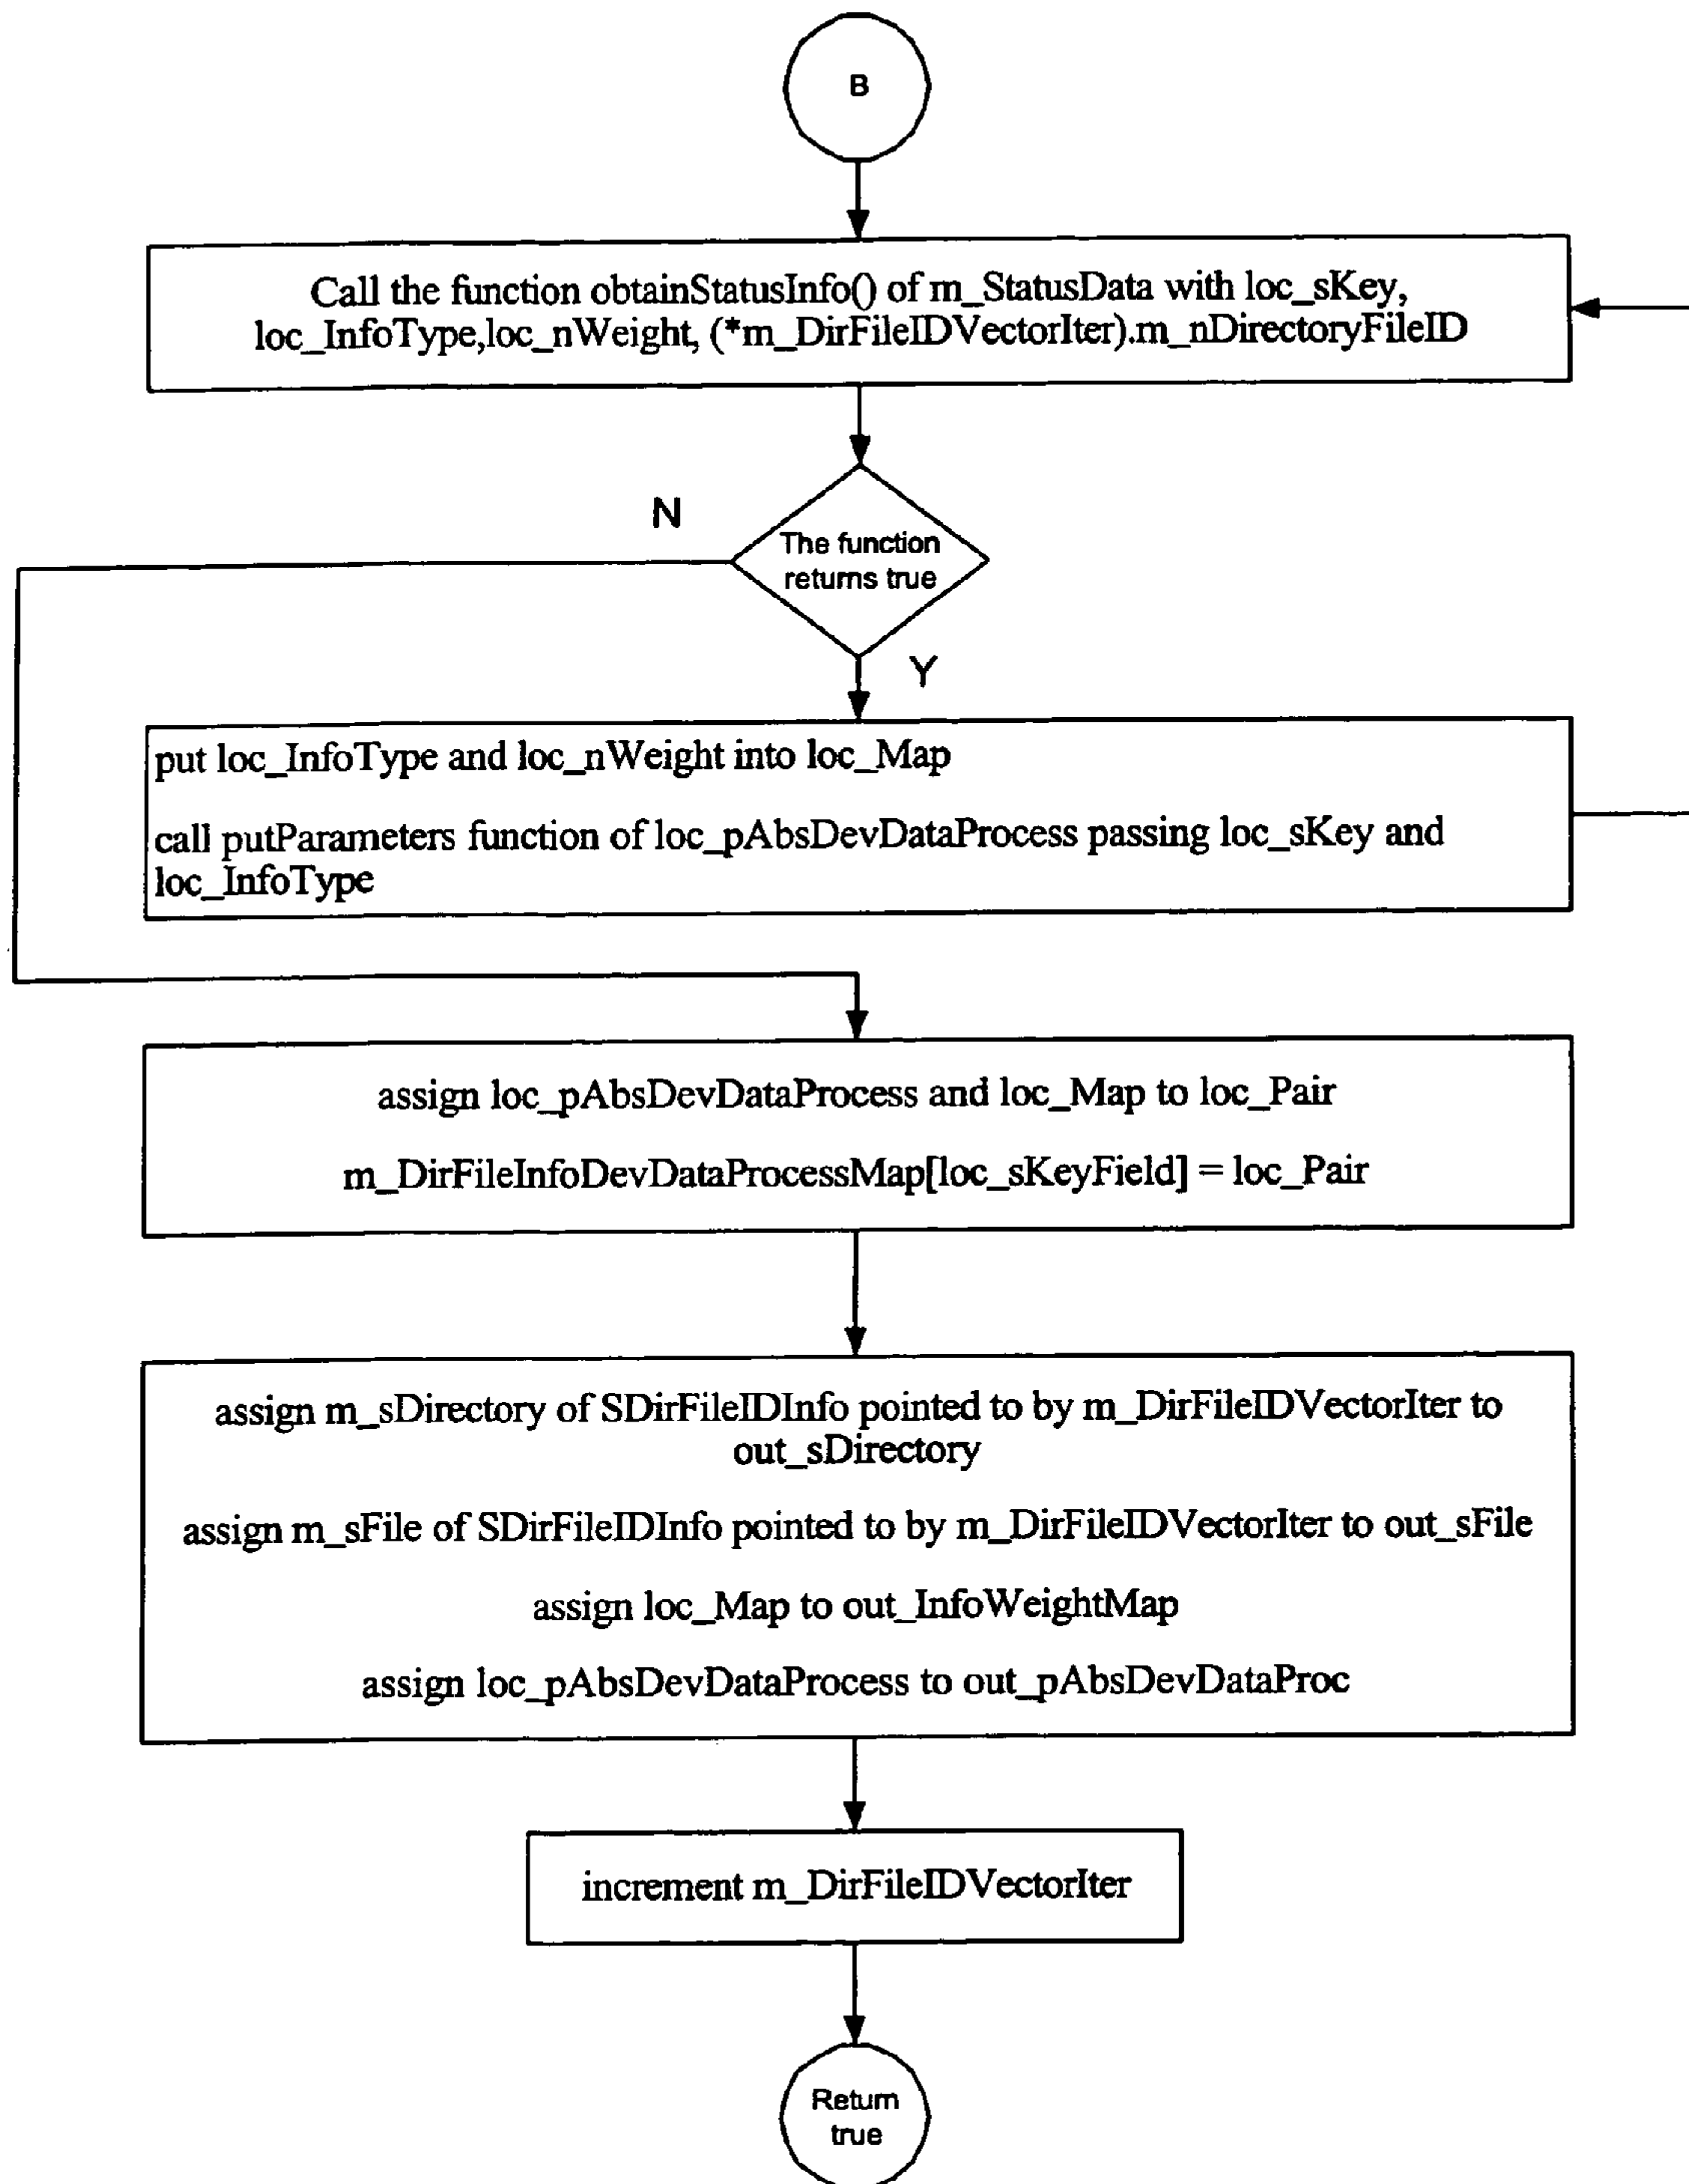 B
Call the function obtainStatusInfo() of m_StatusData with loc_sKey,
loc_InfoType,loc_nWeight, (*m_DirFileIDVectorIter).m_nDirectoryFileID
N
The function
returns true
Y
put loc_InfoType and loc_nWeight into loc_Map
call putParameters function of loc_pAbsDevDataProcess passing loc_sKey and
loc_InfoType
assign loc_pAbsDevDataProcess and loc_Map to loc_Pair
m_DirFileInfoDevDataProcessMap[loc_sKeyField] = loc_Pair
assign m_sDirectory of SDirFileIDInfo pointed to by m_DirFileIDVectorIter to
out_sDirectory
assign m_sFile of SDirFileIDInfo pointed to by m_DirFileIDVectorIter to out_sFile
assign loc_Map to out_InfoWeightMap
assign loc_pAbsDevDataProcess to out_pAbsDevDataProc
increment m_DirFileIDVectorIter
Return
true